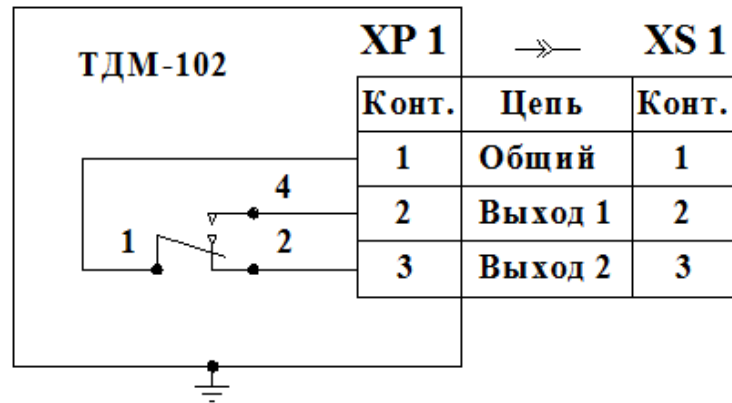 ТДМ-102
XP 1 XS 1
Конт. Цепь Конт.
1 Общий 1
2 Выход 1 2
3 Выход 2 3
4
1 2